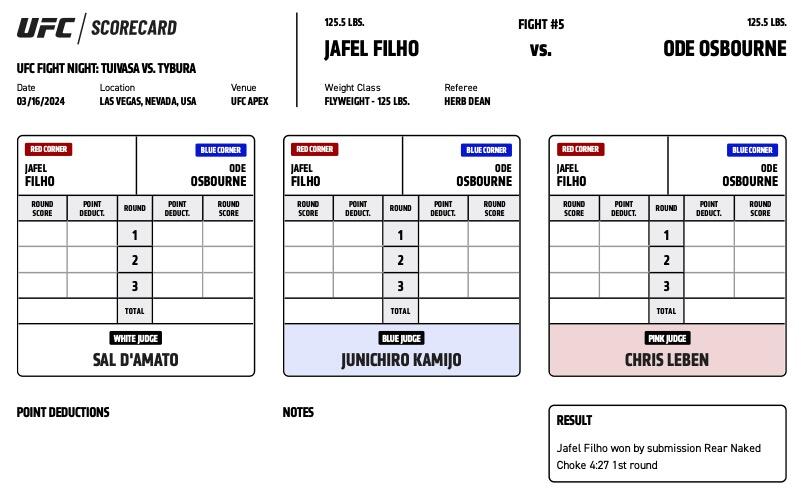 UFC SCORECARD
UFC FIGHT NIGHT: TUIVASA VS. TYBURA
Date Location Venue
03/16/2024 LAS VEGAS, NEVADA, USA UFC APEX
125.5 LBS. FIGHT #5 125.5 LBS.
JAFEL FILHO vs. ODE OSBOURNE
Weight Class Referee
FLYWEIGHT - 125 LBS. HERB DEAN
RED CORNER BLUE CORNER
JAFEL ODE
FILHO OSBOURNE
ROUND SCORE POINT DEDUCT. ROUND POINT DEDUCT. ROUND SCORE
1
2
3
TOTAL
WHITE JUDGE
SAL D'AMATO
RED CORNER BLUE CORNER
JAFEL ODE
FILHO OSBOURNE
ROUND SCORE POINT DEDUCT. ROUND POINT DEDUCT. ROUND SCORE
1
2
3
TOTAL
BLUE JUDGE
JUNICHIRO KAMIJO
RED CORNER BLUE CORNER
JAFEL ODE
FILHO OSBOURNE
ROUND SCORE POINT DEDUCT. ROUND POINT DEDUCT. ROUND SCORE
1
2
3
TOTAL
PINK JUDGE
CHRIS LEBEN
POINT DEDUCTIONS
NOTES
RESULT
Jafel Filho won by submission Rear Naked
Choke 4:27 1st round